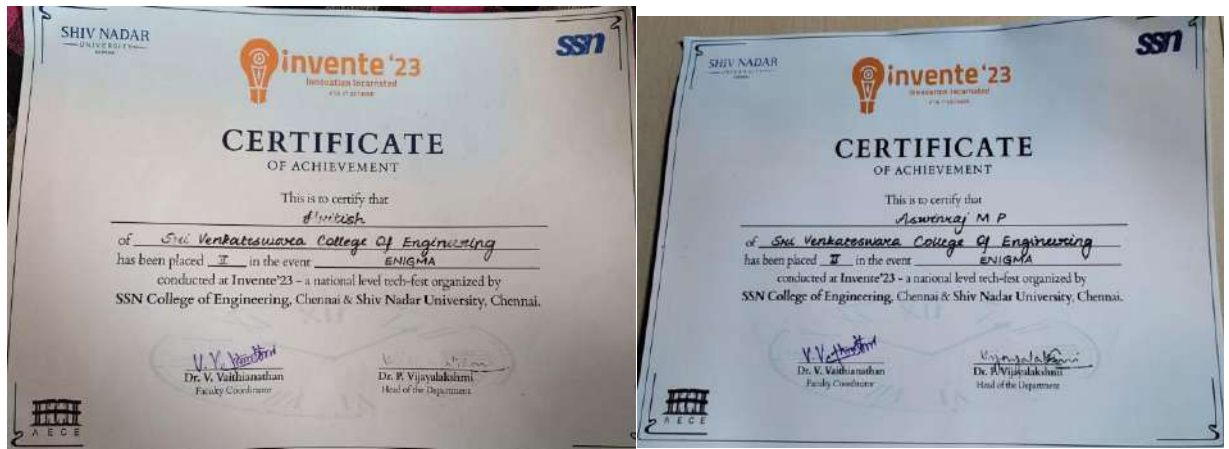 SHIV NADAR
UNIVERSITY
SSN
invente '23
Innovation Incarnated
CERTIFICATE
OF ACHIEVEMENT
This is to certify that
of Sri Venkateswara College Of Enginuring
has been placed II in the event ENIGMA
conducted at Invente'23 – a national level tech-fest organized by
SSN College of Engineering, Chennai & Shiv Nadar University, Chennai.
Dr. V. Vaithianathan
Faculty Coordinator
Dr. P. Vijayalakshmi
Head of the Department
AECE
SHIV NADAR
UNIVERSITY
SSN
invente '23
Innovation Incarnated
CERTIFICATE
OF ACHIEVEMENT
This is to certify that
Aswinraj M P
of Sri Venkateswara College Of Enginuring
has been placed II in the event ENIGMA
conducted at Invente'23 – a national level tech-fest organized by
SSN College of Engineering, Chennai & Shiv Nadar University, Chennai.
Dr. V. Vaithianathan
Faculty Coordinator
Dr. P. Vijayalakshmi
Head of the Department
AECE